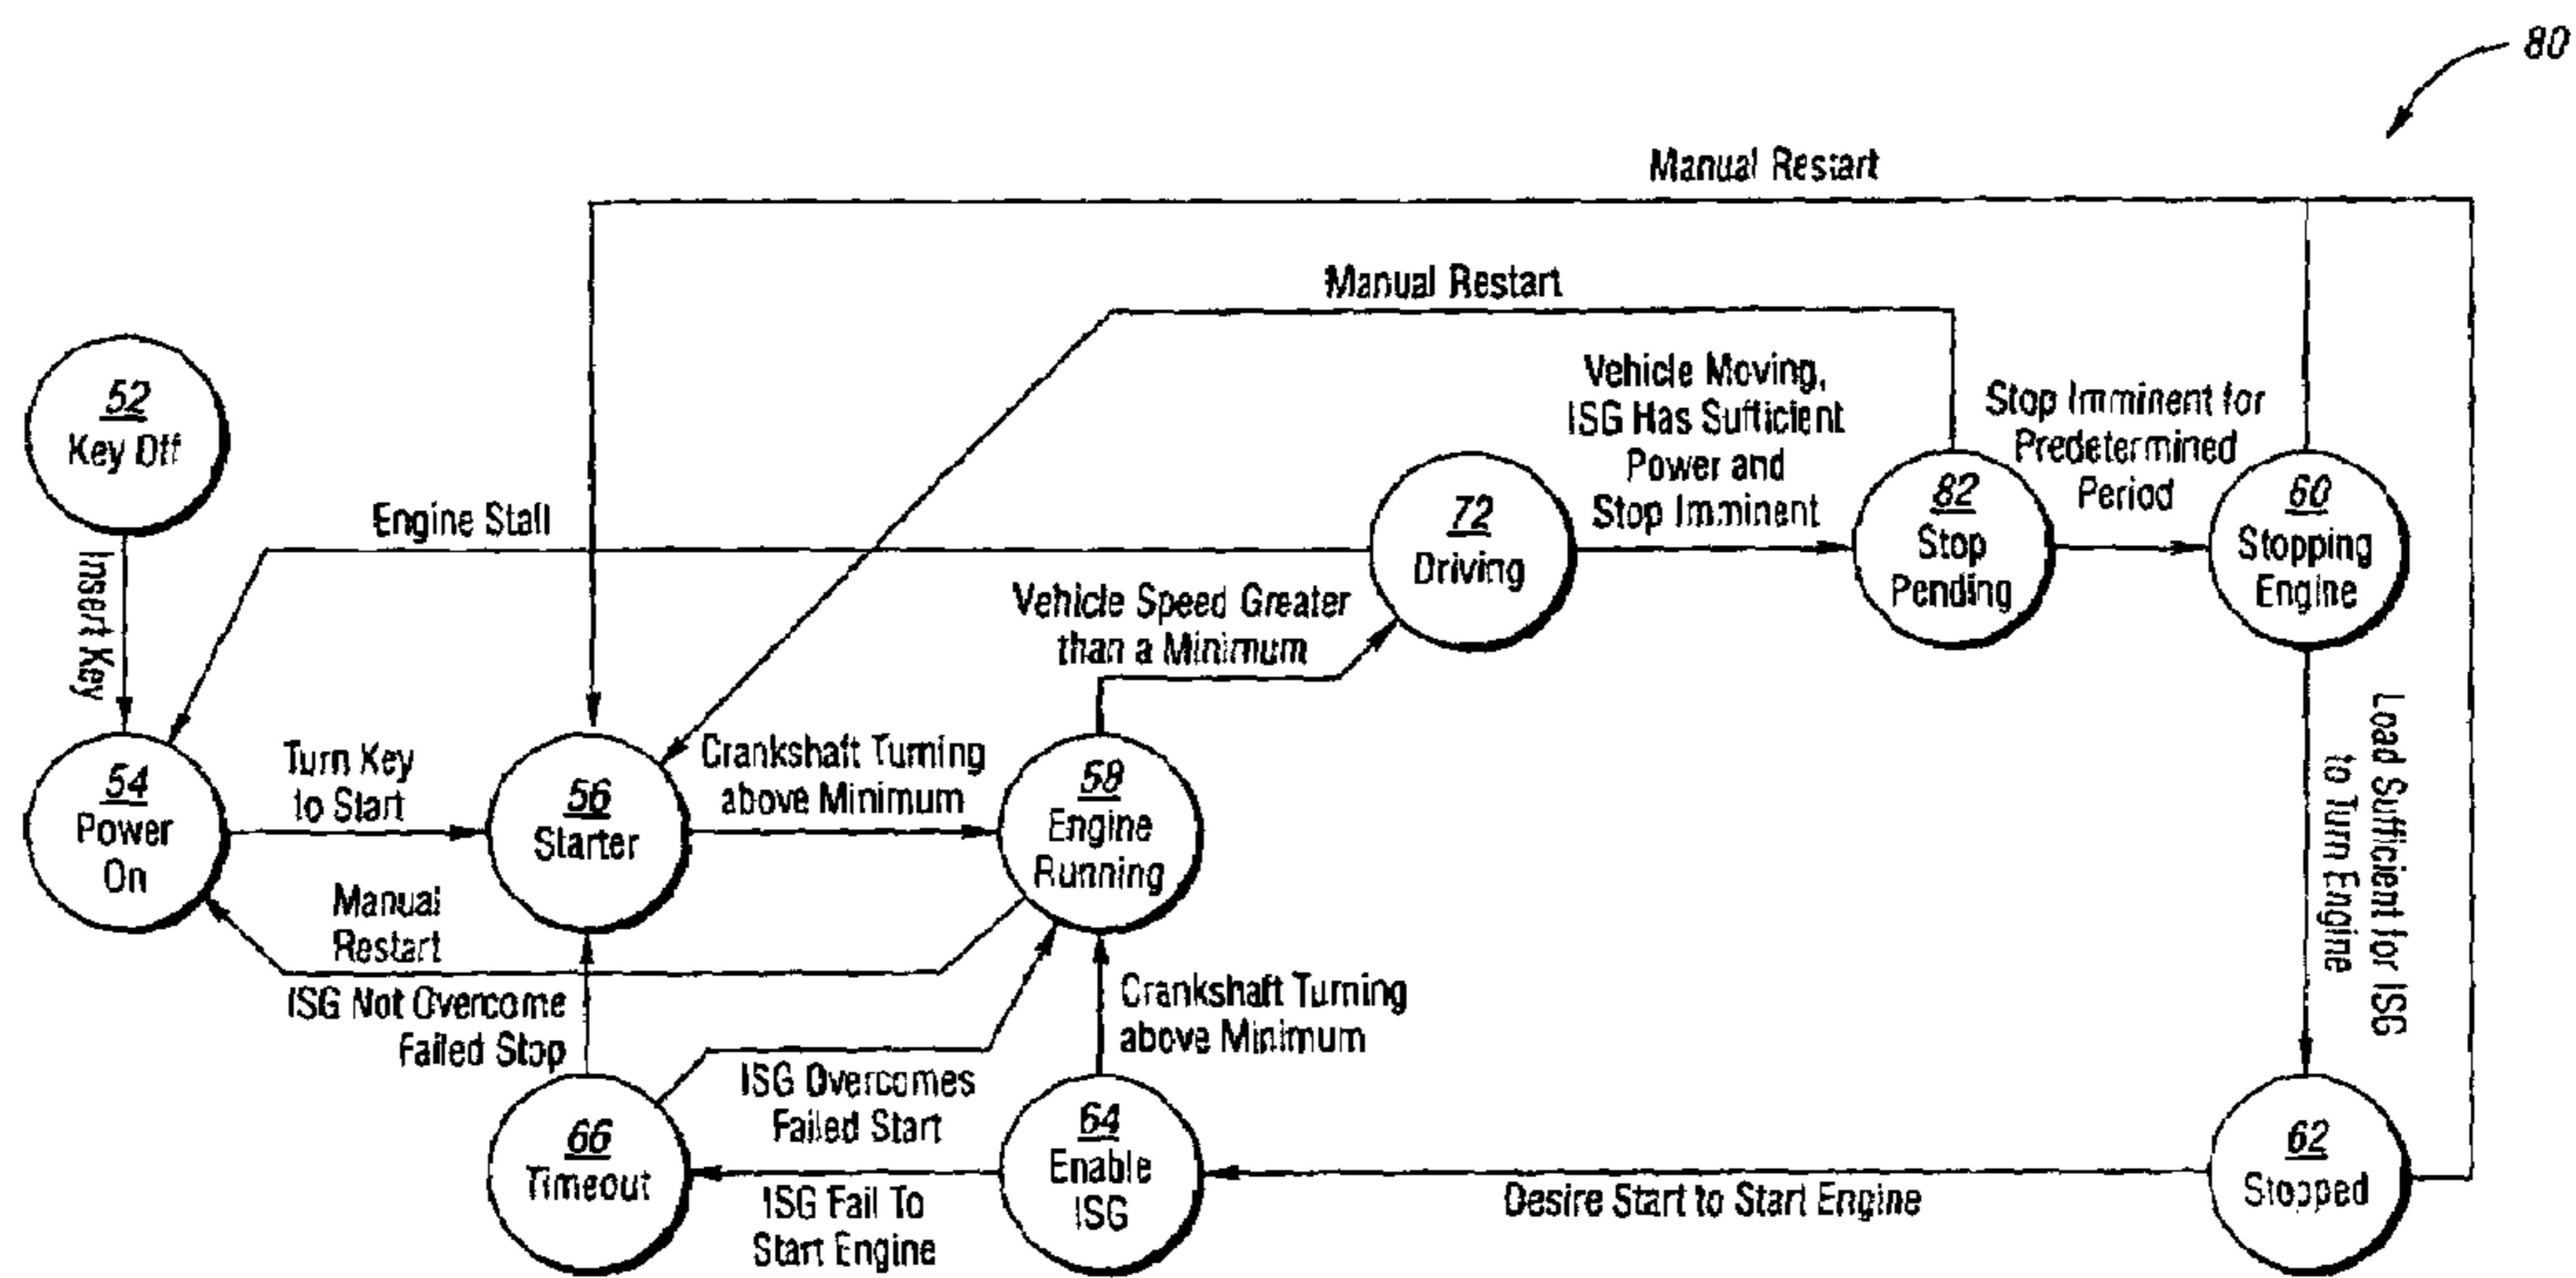 80
Manual Restart
Manual Restart
52
Key Off
Vehicle Moving,
ISG Has Sufficient
Power and
Stop Imminent
Stop Imminent for
Predetermined
Period
Engine Stall
72
Driving
82
Stop
Pending
60
Stopping
Engine
Insert Key
Vehicle Speed Greater
than a Minimum
Load Sufficient for ISG
to Turn Engine
54
Power
On
Turn Key
to Start
56
Starter
Crankshaft Turning
above Minimum
58
Engine
Running
Manual
Restart
ISG Not Overcome
Failed Stop
Crankshaft Turning
above Minimum
ISG Overcomes
Failed Start
66
Timeout
ISG Fail To
Start Engine
64
Enable
ISG
Desire Start to Start Engine
62
Stopped